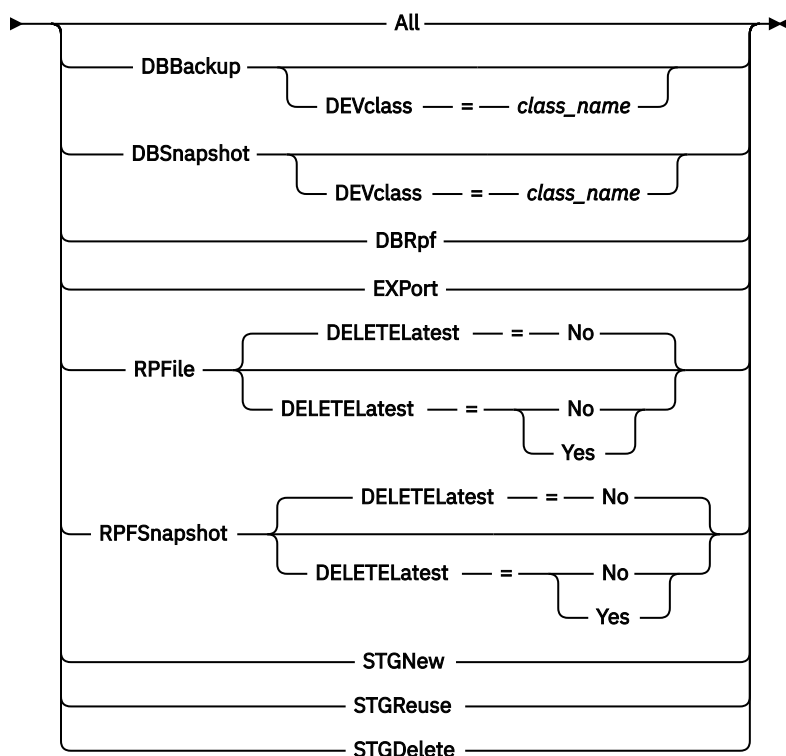 All
DBBackup
DEVclass = class_name
DBSnapshot
DEVclass = class_name
DBRpf
EXPort
DELETELatest = No
RPFile
DELETELatest = No
Yes
DELETELatest = No
RPFSnapshot
DELETELatest = No
Yes
STGNew
STGReuse
STGDelete